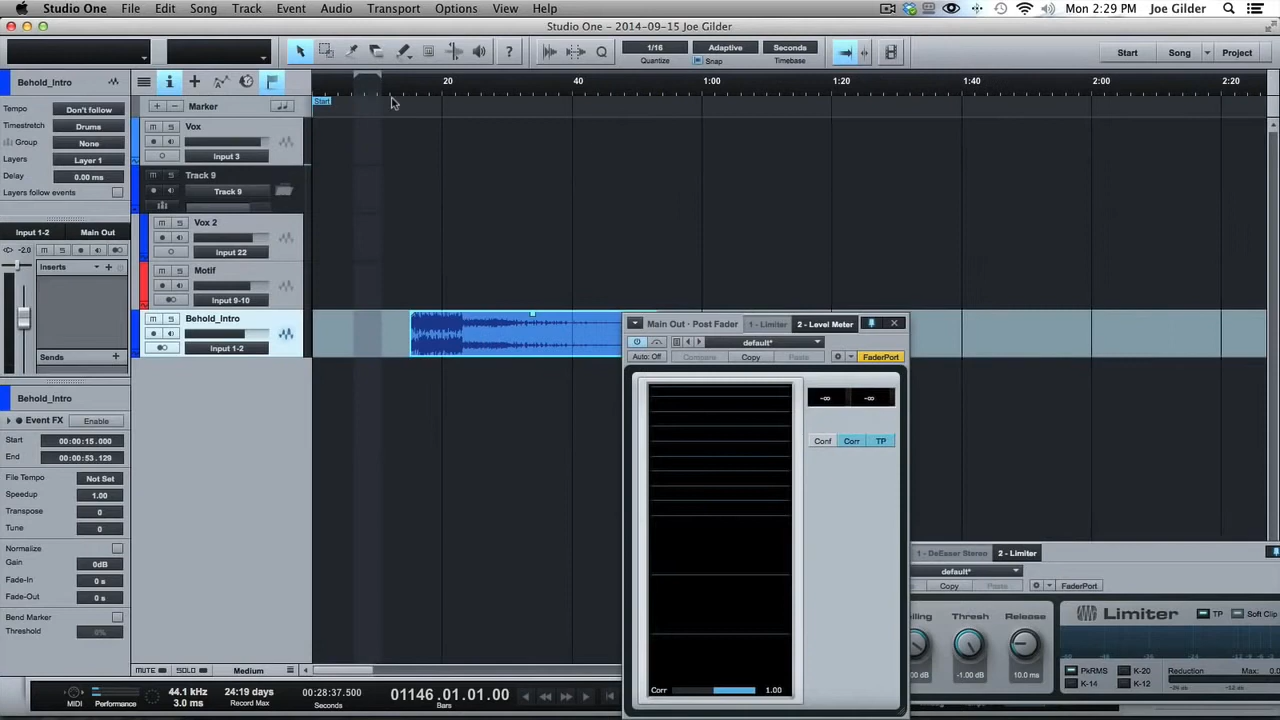 Studio One File Edit Song Track Event Audio Transport Options View Help Mon 2:29 PM Joe Gilder
Studio One - 2014-09-15 Joe Gilder
1/16 Quantize Adaptive Snap Seconds Timebase Start Song Project
Behold_Intro
20 40 1:00 1:20 1:40 2:00 2:20
Marker
Start
Tempo Don't follow
Timestretch Drums
Group None
Layers Layer 1
Delay 0.00 ms
Layers follow events
Vox
M S
Input 3
Track 9
M S
Track 9
Vox 2
M S
Input 22
Motif
M S
Input 9-10
Behold_Intro
M S
Input 1-2
Input 1-2 Main Out
-2.0 M S
Inserts
Sends
Behold_Intro
Event FX Enable
Start 00:00:15.000
End 00:00:53.129
File Tempo Not Set
Speedup 1.00
Transpose 0
Tune 0
Normalize
Gain 0dB
Fade-In 0 s
Fade-Out 0 s
Bend Marker
Threshold 0%
Main Out · Post Fader 1 - Limiter 2 - Level Meter
default*
Auto: Off Compare Copy Paste FaderPort
-∞ -∞
Conf Corr TP
Corr 1.00
1 - DeEsser Stereo 2 - Limiter
default*
Copy Paste FaderPort
Thresh Release
-1.00 dB 10.0 ms
Limiter TP Soft Clip
PkRMS K-20
K-14 K-12
Reduction Max: 0.0
MUTE SOLO Medium
MIDI Performance 44.1 kHz 3.0 ms 24:19 days Record Max 00:28:37.500 Seconds 01146.01.01.00 Bars